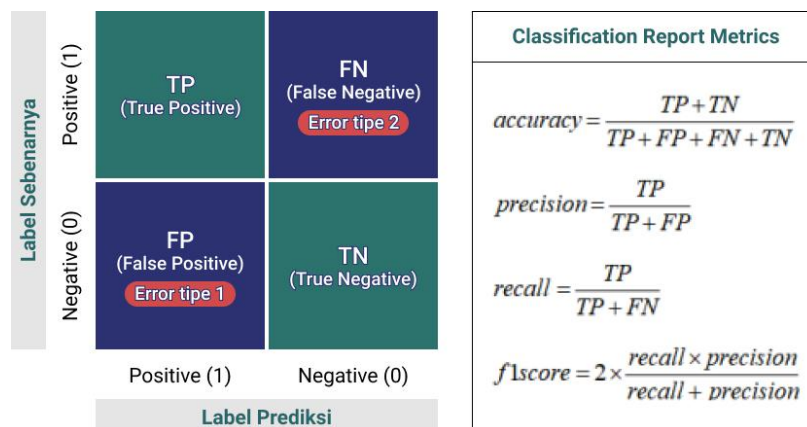 Label Sebenarnya
Positive (1)
Negative (0)
TP
(True Positive)
FN
(False Negative)
Error tipe 2
FP
(False Positive)
Error tipe 1
TN
(True Negative)
Positive (1)
Negative (0)
Label Prediksi
Classification Report Metrics
accuracy = (TP + TN) / (TP + FP + FN + TN)
precision = TP / (TP + FP)
recall = TP / (TP + FN)
f1score = 2 × (recall × precision) / (recall + precision)